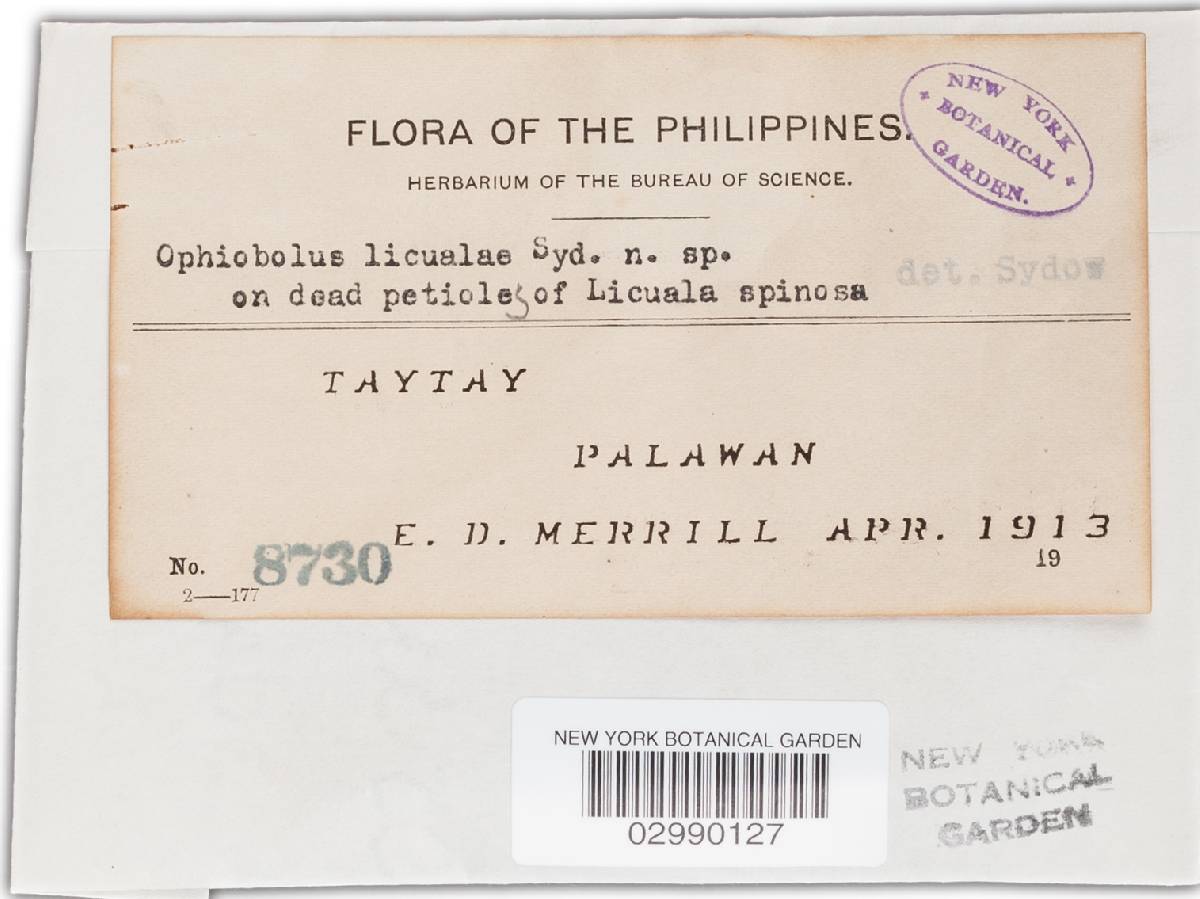 FLORA OF THE PHILIPPINES.
HERBARIUM OF THE BUREAU OF SCIENCE.
NEW YORK
BOTANICAL
GARDEN.
Ophiobolus licualae Syd. n. sp.
on dead petioles of Licuala spinosa
det. Sydow
TAYTAY
PALAWAN
E. D. MERRILL APR. 1913
No. 8730
19
2—177
NEW YORK BOTANICAL GARDEN
02990127
NEW YORK
BOTANICAL
GARDEN